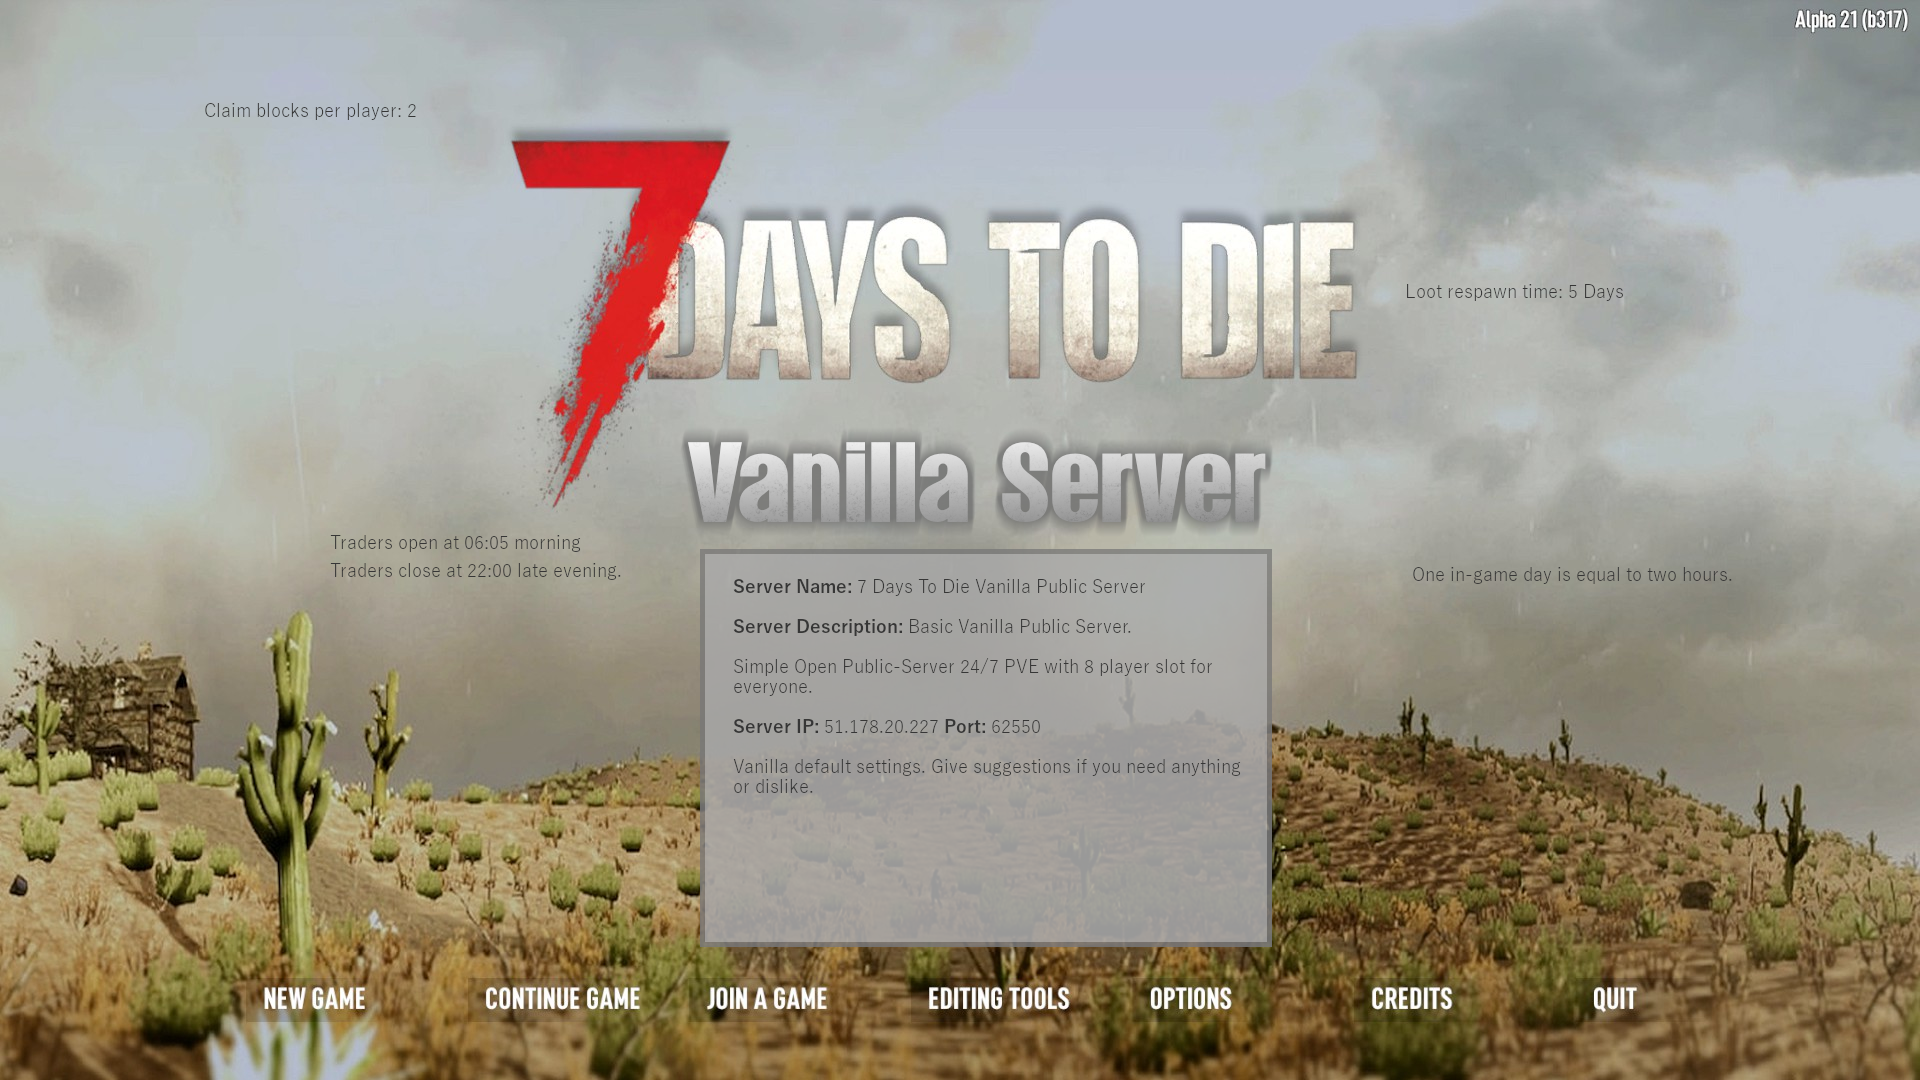 Alpha 21 (b317)
Claim blocks per player: 2
7 DAYS TO DIE
Loot respawn time: 5 Days
Vanilla Server
Traders open at 06:05 morning
Traders close at 22:00 late evening.
One in-game day is equal to two hours.
Server Name: 7 Days To Die Vanilla Public Server
Server Description: Basic Vanilla Public Server.
Simple Open Public-Server 24/7 PVE with 8 player slot for
everyone.
Server IP: 51.178.20.227 Port: 62550
Vanilla default settings. Give suggestions if you need anything
or dislike.
NEW GAME
CONTINUE GAME
JOIN A GAME
EDITING TOOLS
OPTIONS
CREDITS
QUIT